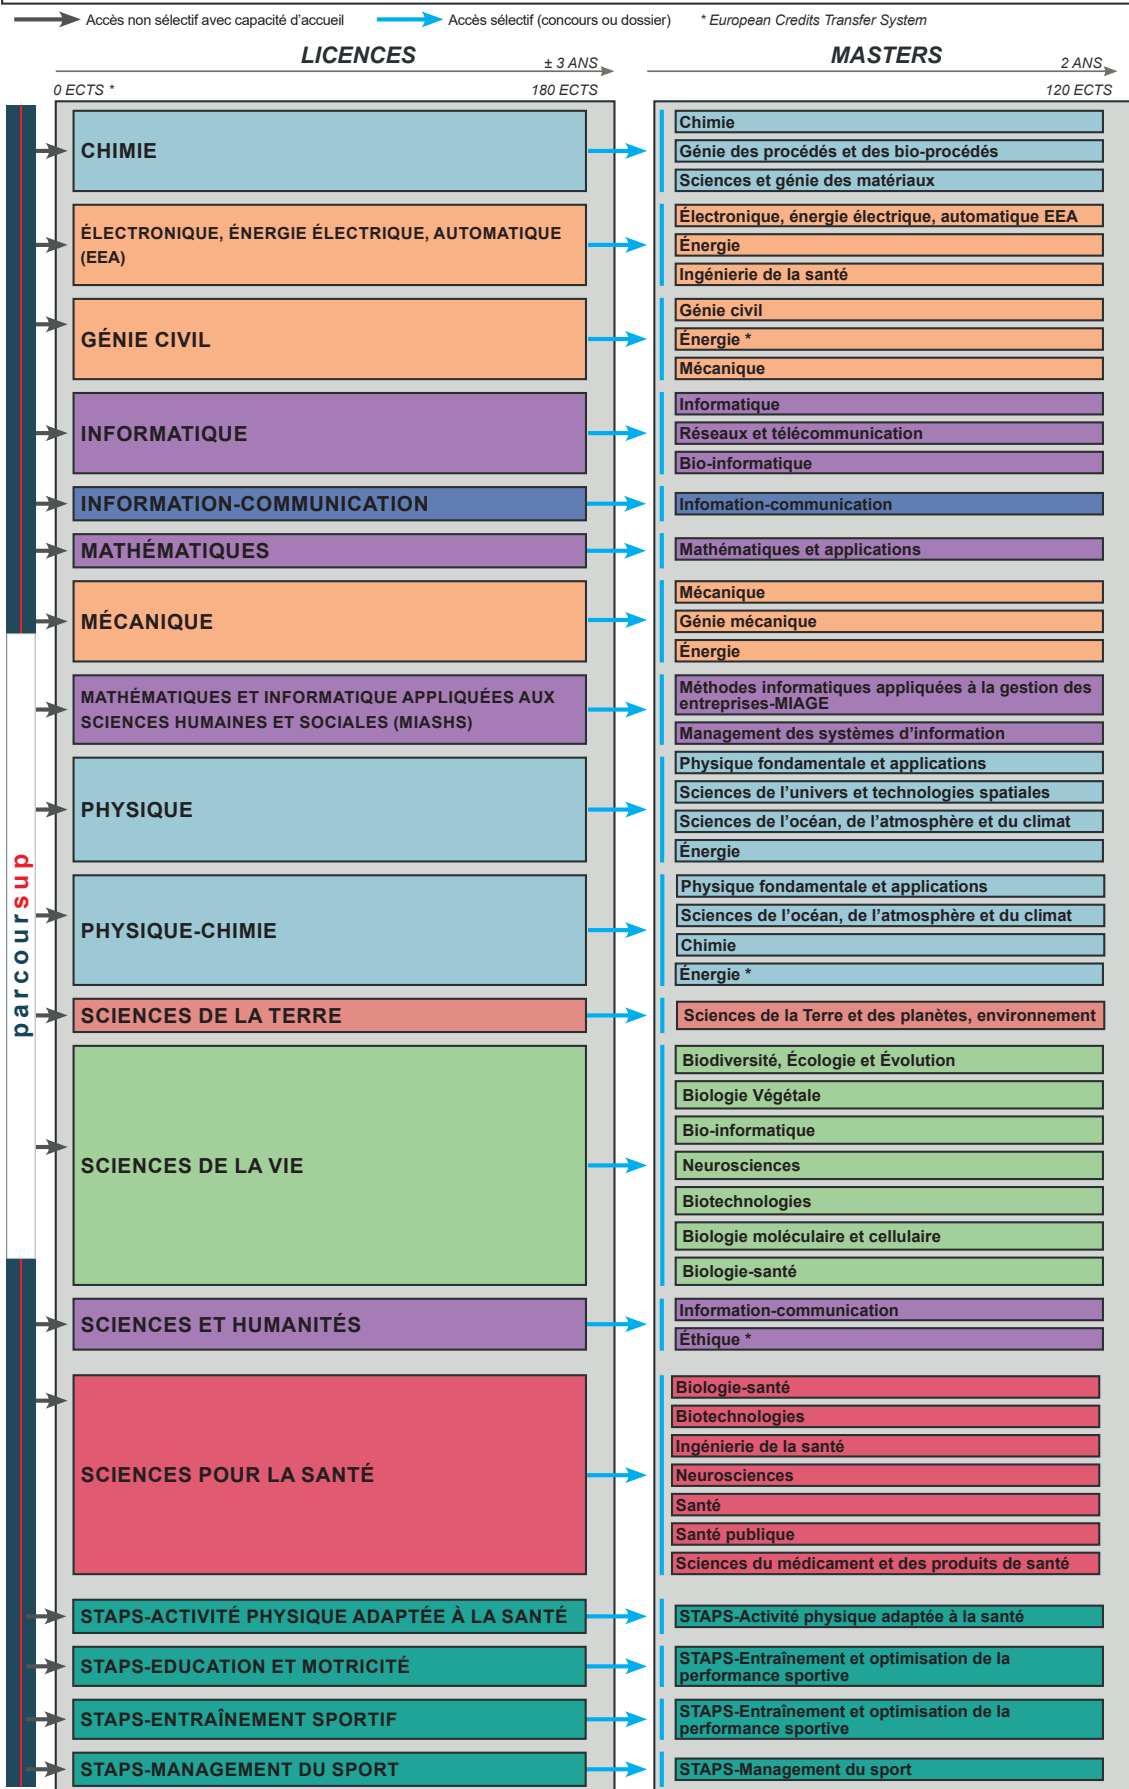 Accès non sélectif avec capacité d'accueil
Accès sélectif (concours ou dossier)
* European Credits Transfer System
LICENCES
± 3 ANS
MASTERS
2 ANS
0 ECTS *
180 ECTS
120 ECTS
parcoursup
CHIMIE
Chimie
Génie des procédés et des bio-procédés
Sciences et génie des matériaux
ÉLECTRONIQUE, ÉNERGIE ÉLECTRIQUE, AUTOMATIQUE
(EEA)
Électronique, énergie électrique, automatique EEA
Énergie
Ingénierie de la santé
GÉNIE CIVIL
Génie civil
Énergie *
Mécanique
INFORMATIQUE
Informatique
Réseaux et télécommunication
Bio-informatique
INFORMATION-COMMUNICATION
Infomation-communication
MATHÉMATIQUES
Mathématiques et applications
MÉCANIQUE
Mécanique
Génie mécanique
Énergie
MATHÉMATIQUES ET INFORMATIQUE APPLIQUÉES AUX
SCIENCES HUMAINES ET SOCIALES (MIASHS)
Méthodes informatiques appliquées à la gestion des
entreprises-MIAGE
Management des systèmes d'information
PHYSIQUE
Physique fondamentale et applications
Sciences de l'univers et technologies spatiales
Sciences de l'océan, de l'atmosphère et du climat
Énergie
PHYSIQUE-CHIMIE
Physique fondamentale et applications
Sciences de l'océan, de l'atmosphère et du climat
Chimie
Énergie *
SCIENCES DE LA TERRE
Sciences de la Terre et des planètes, environnement
SCIENCES DE LA VIE
Biodiversité, Écologie et Évolution
Biologie Végétale
Bio-informatique
Neurosciences
Biotechnologies
Biologie moléculaire et cellulaire
Biologie-santé
SCIENCES ET HUMANITÉS
Information-communication
Éthique *
SCIENCES POUR LA SANTÉ
Biologie-santé
Biotechnologies
Ingénierie de la santé
Neurosciences
Santé
Santé publique
Sciences du médicament et des produits de santé
STAPS-ACTIVITÉ PHYSIQUE ADAPTÉE À LA SANTÉ
STAPS-Activité physique adaptée à la santé
STAPS-EDUCATION ET MOTRICITÉ
STAPS-Entraînement et optimisation de la
performance sportive
STAPS-ENTRAÎNEMENT SPORTIF
STAPS-Entraînement et optimisation de la
performance sportive
STAPS-MANAGEMENT DU SPORT
STAPS-Management du sport